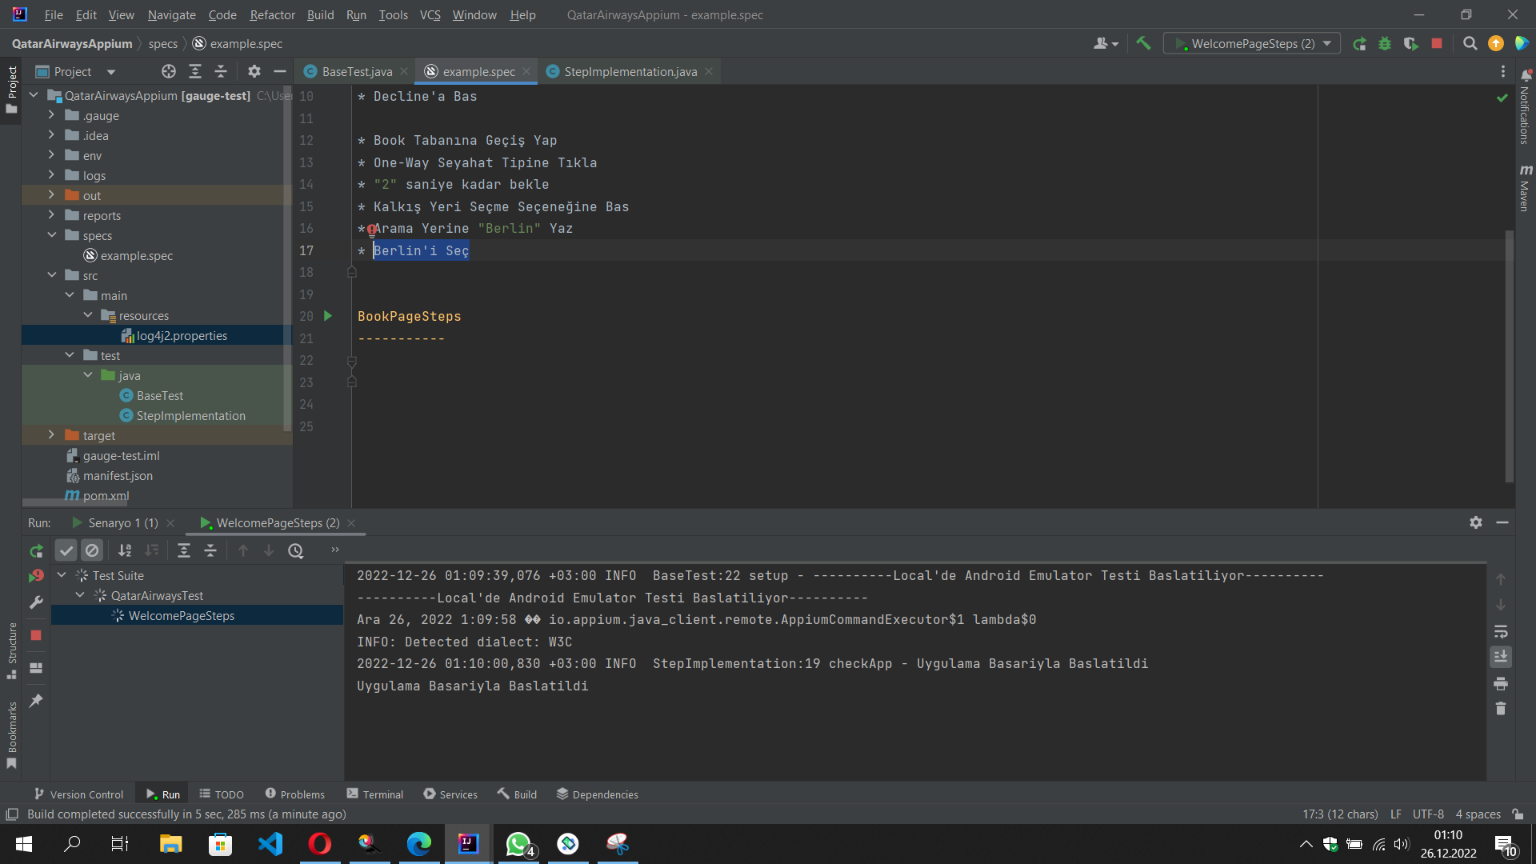 File Edit View Navigate Code Refactor Build Run Tools VCS Window Help QatarAirwaysAppium - example.spec
QatarAirwaysAppium specs example.spec WelcomePageSteps (2)
Project
Project
BaseTest.java example.spec StepImplementation.java
QatarAirwaysAppium [gauge-test]
.gauge
.idea
env
logs
out
reports
specs
example.spec
src
main
resources
log4j2.properties
test
java
BaseTest
StepImplementation
target
gauge-test.iml
manifest.json
pom.xml
10 * Decline'a Bas
11
12 * Book Tabanına Geçiş Yap
13 * One-Way Seyahat Tipine Tıkla
14 * "2" saniye kadar bekle
15 * Kalkış Yeri Seçme Seçeneğine Bas
16 * Arama Yerine "Berlin" Yaz
17 * Berlin'i Seç
18
19
20 BookPageSteps
21 -----------
22
23
24
25
Notifications
Maven
Run: Senaryo 1 (1) WelcomePageSteps (2)
Test Suite
QatarAirwaysTest
WelcomePageSteps
2022-12-26 01:09:39,076 +03:00 INFO  BaseTest:22 setup - ----------Local'de Android Emulator Testi Baslatiliyor----------
----------Local'de Android Emulator Testi Baslatiliyor----------
Ara 26, 2022 1:09:58 �� io.appium.java_client.remote.AppiumCommandExecutor$1 lambda$0
INFO: Detected dialect: W3C
2022-12-26 01:10:00,830 +03:00 INFO  StepImplementation:19 checkApp - Uygulama Basariyla Baslatildi
Uygulama Basariyla Baslatildi
Structure
Bookmarks
Version Control Run TODO Problems Terminal Services Build Dependencies
Build completed successfully in 5 sec, 285 ms (a minute ago) 17:3 (12 chars) LF UTF-8 4 spaces
4
01:10
26.12.2022
10